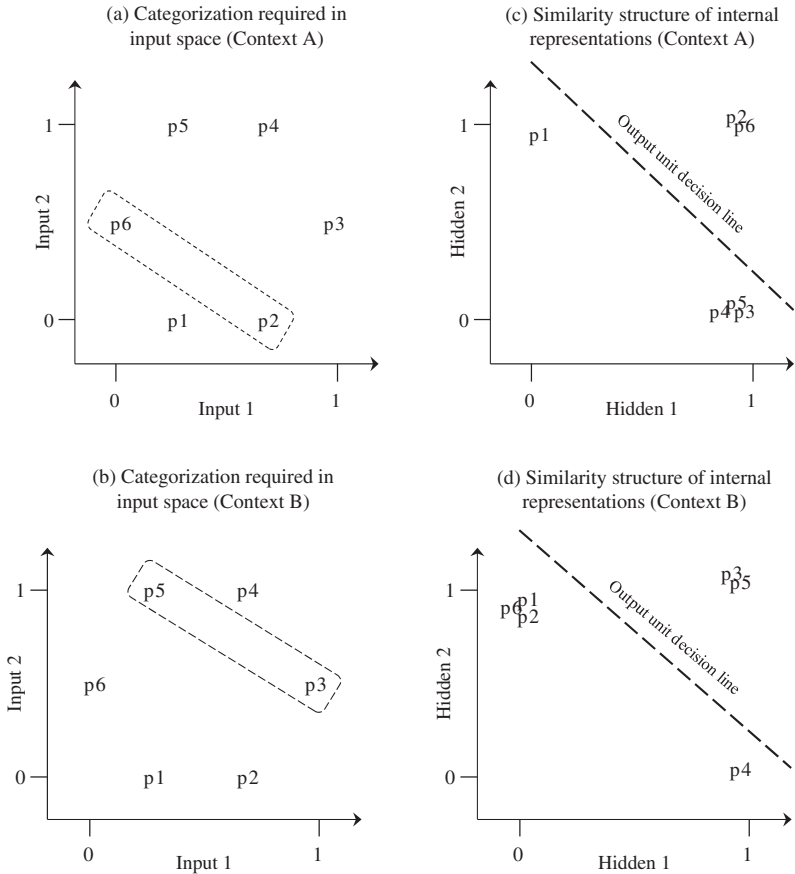 (a) Categorization required in
input space (Context A)
1
p5
p4
Input 2
p6
p3
0
p1
p2
0
Input 1
1
(c) Similarity structure of internal
representations (Context A)
1
p1
p2
p6
Output unit decision line
Hidden 2
0
p5
p4
p3
0
Hidden 1
1
(b) Categorization required in
input space (Context B)
1
p5
p4
Input 2
p6
p3
0
p1
p2
0
Input 1
1
(d) Similarity structure of internal
representations (Context B)
1
p3
p5
p1
p6
p2
Output unit decision line
Hidden 2
0
p4
0
Hidden 1
1